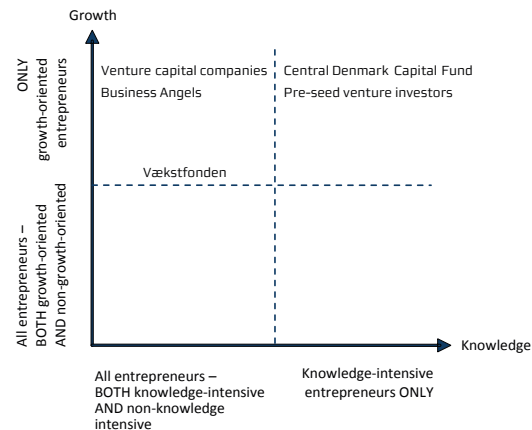 Growth
ONLY
growth-oriented
entrepreneurs
Venture capital companies
Business Angels
Central Denmark Capital Fund
Pre-seed venture investors
Vækstfonden
All entrepreneurs –
BOTH growth-oriented
AND non-growth-oriented
Knowledge
All entrepreneurs –
BOTH knowledge-intensive
AND non-knowledge
intensive
Knowledge-intensive
entrepreneurs ONLY